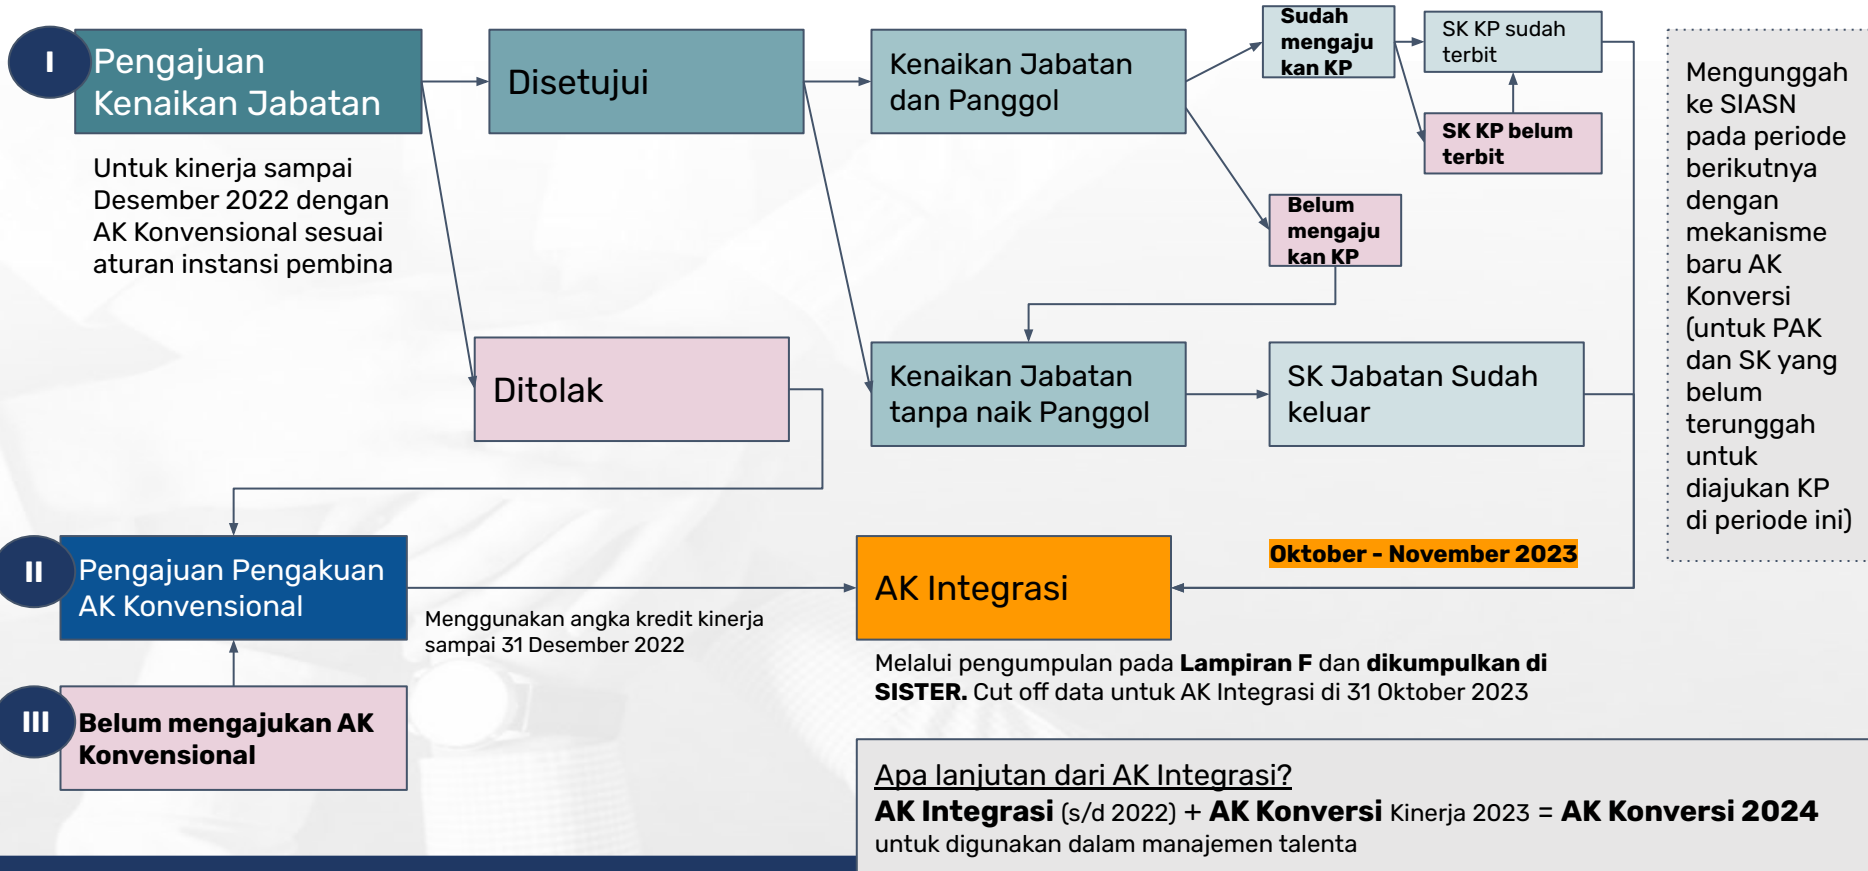 I
Pengajuan
Kenaikan Jabatan
Untuk kinerja sampai
Desember 2022 dengan
AK Konvensional sesuai
aturan instansi pembina
Disetujui
Ditolak
Kenaikan Jabatan
dan Panggol
Sudah
mengaju
kan KP
SK KP sudah
terbit
SK KP belum
terbit
Belum
mengaju
kan KP
Kenaikan Jabatan
tanpa naik Panggol
SK Jabatan Sudah
keluar
Mengunggah
ke SIASN
pada periode
berikutnya
dengan
mekanisme
baru AK
Konversi
(untuk PAK
dan SK yang
belum
terunggah
untuk
diajukan KP
di periode ini)
II
Pengajuan Pengakuan
AK Konvensional
Menggunakan angka kredit kinerja
sampai 31 Desember 2022
AK Integrasi
Oktober - November 2023
Melalui pengumpulan pada Lampiran F dan dikumpulkan di
SISTER. Cut off data untuk AK Integrasi di 31 Oktober 2023
III
Belum mengajukan AK
Konvensional
Apa lanjutan dari AK Integrasi?
AK Integrasi (s/d 2022) + AK Konversi Kinerja 2023 = AK Konversi 2024
untuk digunakan dalam manajemen talenta